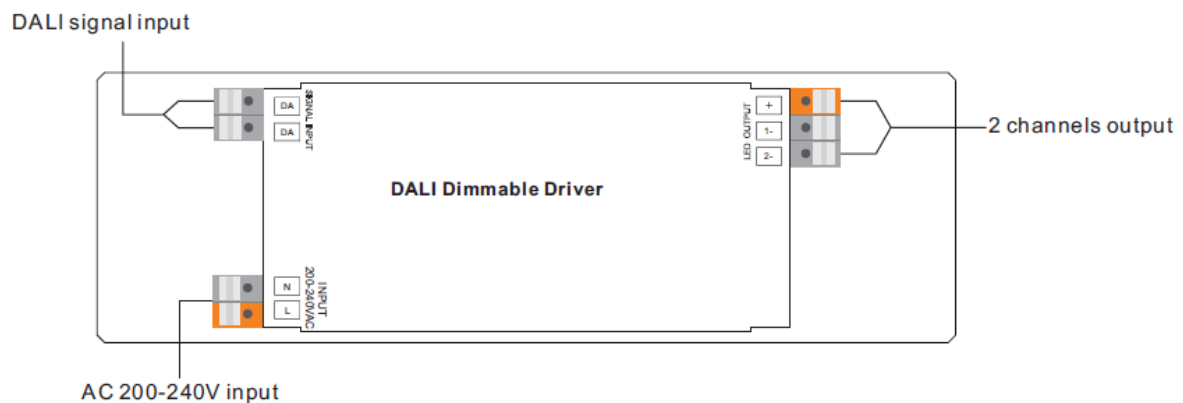 DALI signal input
DA
DA
SIGNAL INPUT
+
1-
2-
LED OUTPUT
2 channels output
DALI Dimmable Driver
N
L
INPUT
200-240VAC
AC 200-240V input